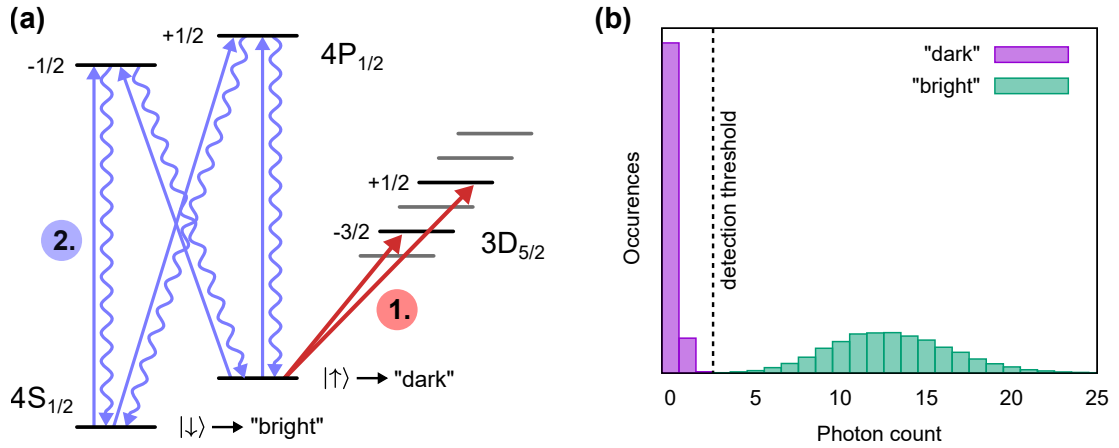 (a)
+1/2
4P1/2
-1/2
+1/2
-3/2
3D5/2
2.
1.
|↑⟩ → "dark"
4S1/2
|↓⟩ → "bright"
(b)
"dark"
"bright"
detection threshold
Occurences
0 5 10 15 20 25
Photon count